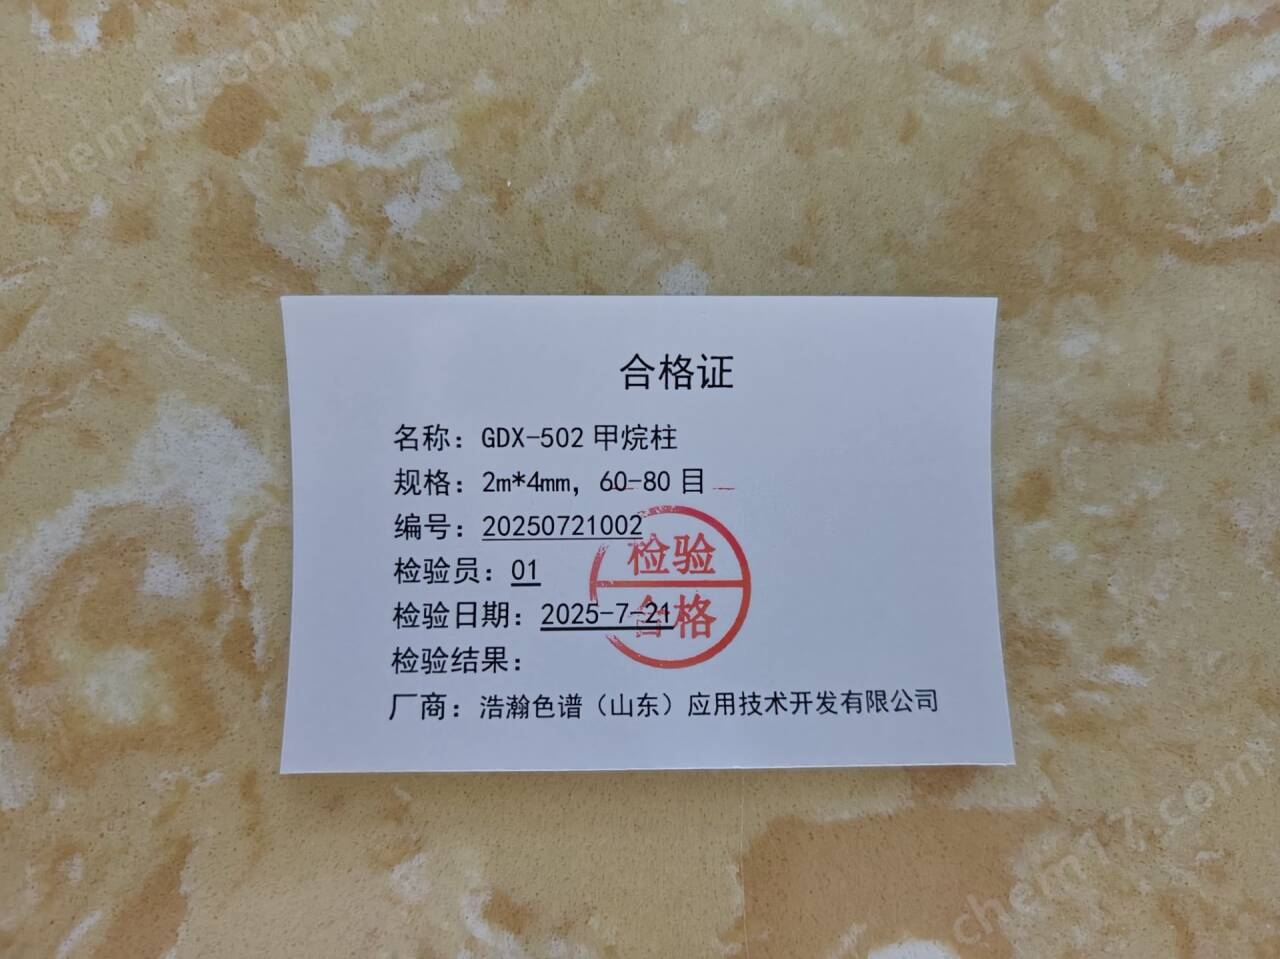 chem17.com
合格证
名称：GDX-502 甲烷柱
规格：2m*4mm，60-80 目
编号：20250721002
检验员：01
检验日期：2025-7-21
检验结果：
检验
合格
厂商：浩瀚色谱（山东）应用技术开发有限公司
chem17.com